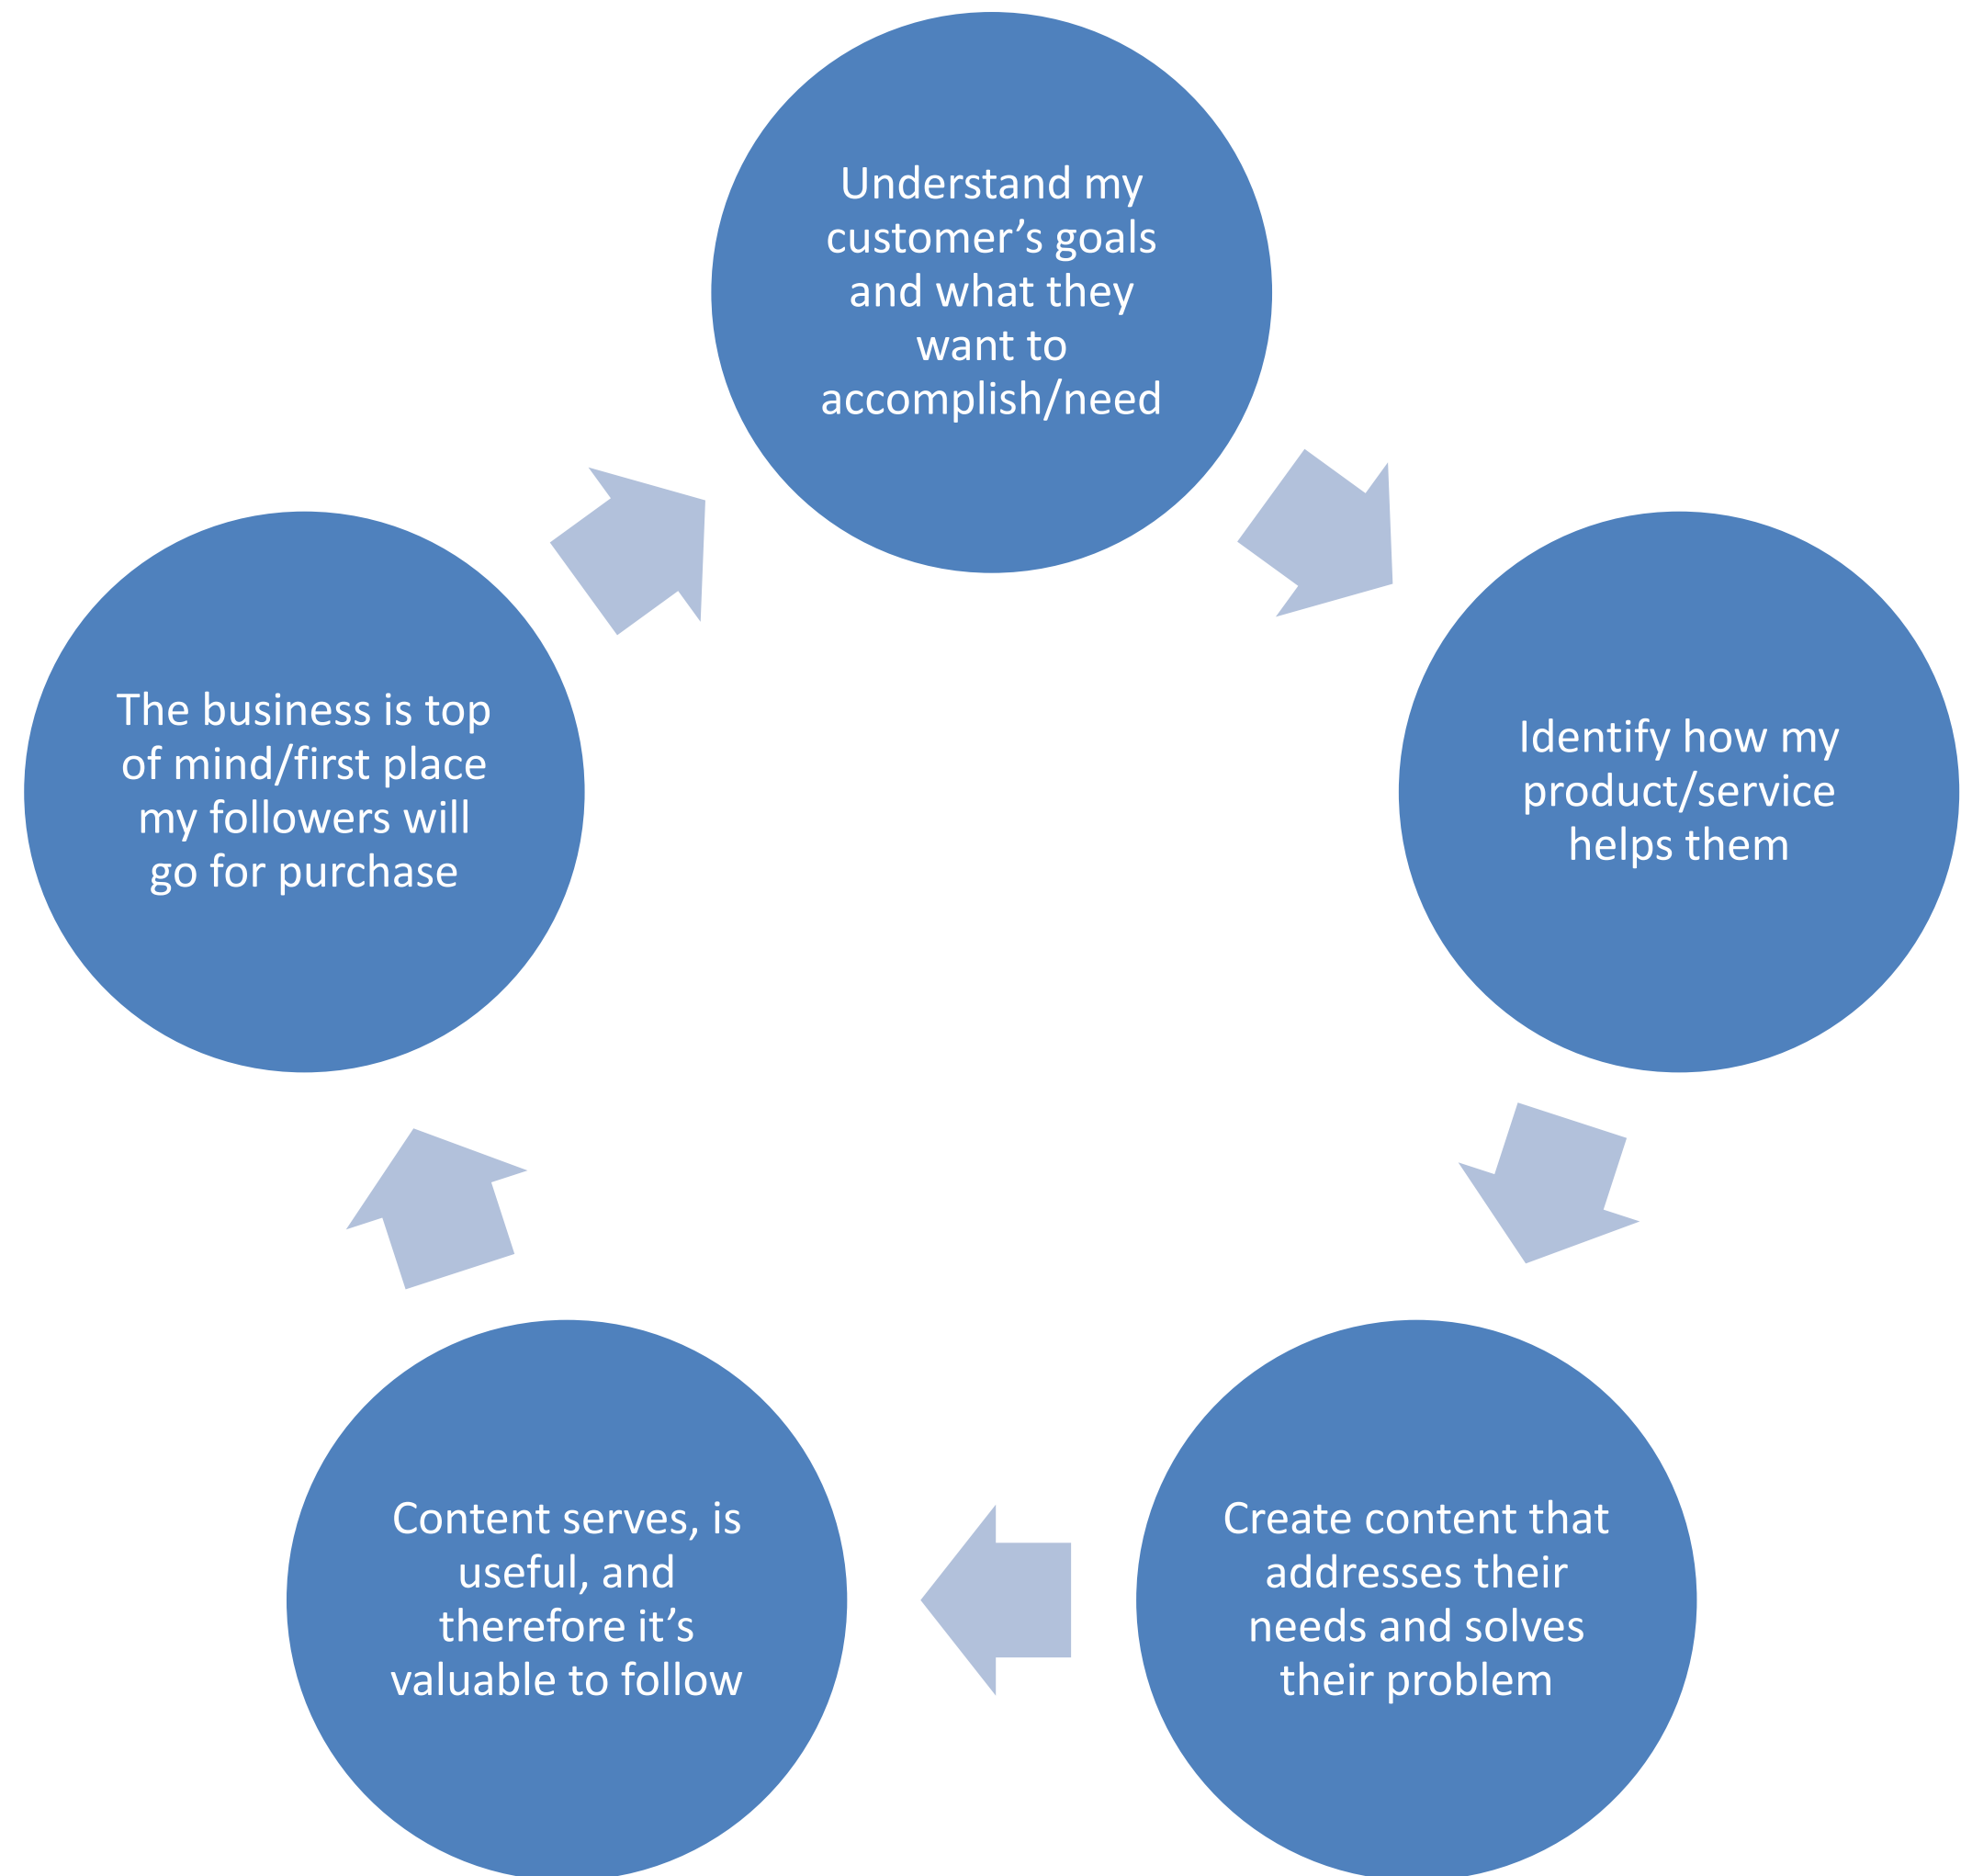 Understand my
customer’s goals
and what they
want to
accomplish/need
Identify how my
product/service
helps them
Create content that
addresses their
needs and solves
their problem
Content serves, is
useful, and
therefore it’s
valuable to follow
The business is top
of mind/first place
my followers will
go for purchase